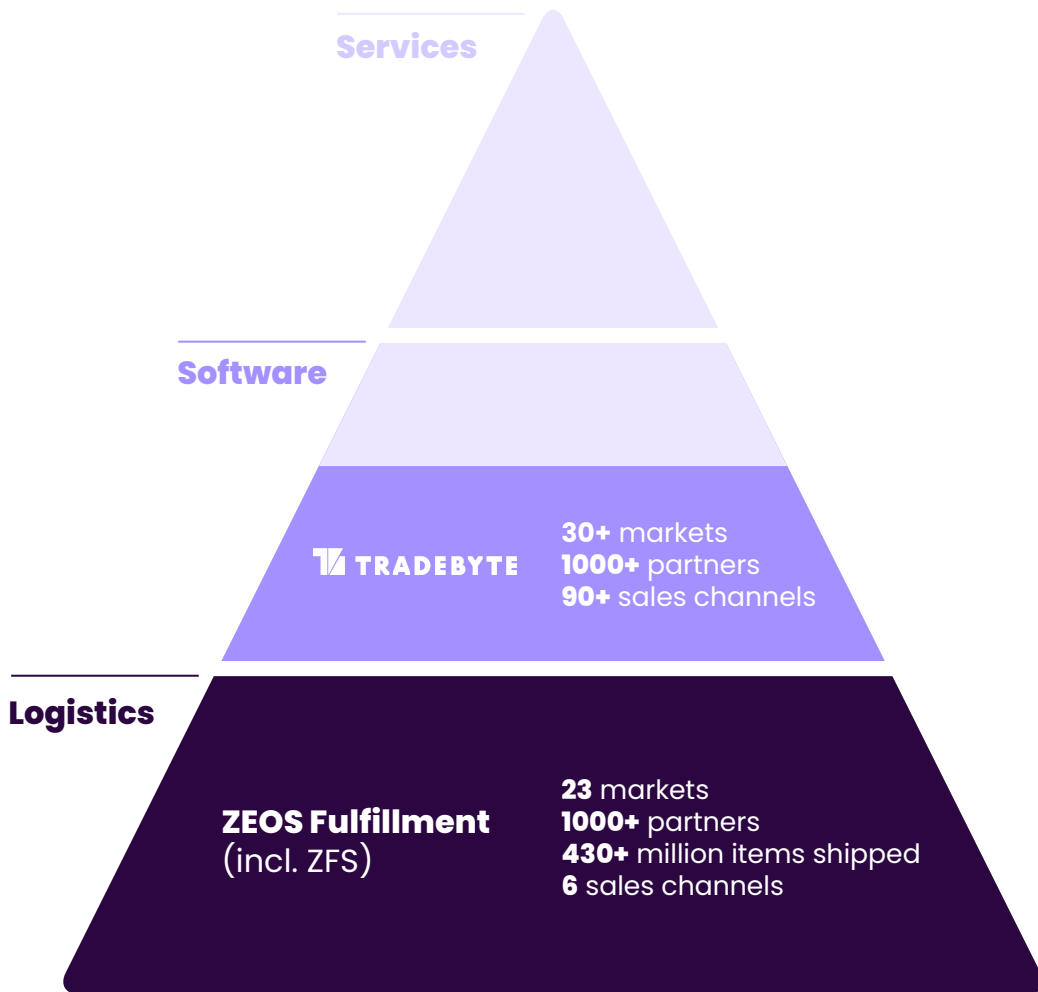 Services
Software
TRADEBYTE
30+ markets
1000+ partners
90+ sales channels
Logistics
ZEOS Fulfillment
(incl. ZFS)
23 markets
1000+ partners
430+ million items shipped
6 sales channels